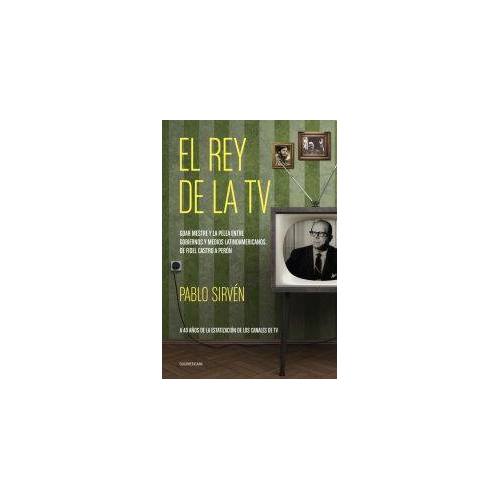 EL REY
DE LA TV
GOAR MESTRE Y LA PELEA ENTRE
GOBIERNOS Y MEDIOS LATINOAMERICANOS.
DE FIDEL CASTRO A PERÓN
PABLO SIRVÉN
A 40 AÑOS DE LA ESTATIZACIÓN DE LOS CANALES DE TV
SUDAMERICANA